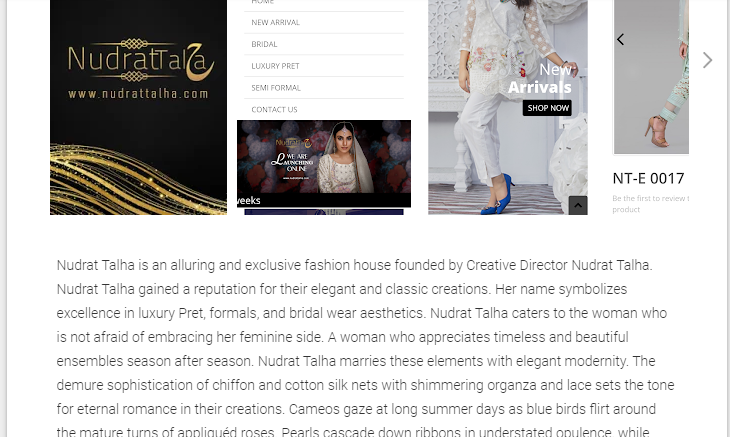 NudratTalha
www.nudrattalha.com
HOME
NEW ARRIVAL
BRIDAL
LUXURY PRET
SEMI FORMAL
CONTACT US
WE ARE
LAUNCHING
ONLINE
weeks
New
Arrivals
SHOP NOW
NT-E 0017
Be the first to review t
product
Nudrat Talha is an alluring and exclusive fashion house founded by Creative Director Nudrat Talha.
Nudrat Talha gained a reputation for their elegant and classic creations. Her name symbolizes
excellence in luxury Pret, formals, and bridal wear aesthetics. Nudrat Talha caters to the woman who
is not afraid of embracing her feminine side. A woman who appreciates timeless and beautiful
ensembles season after season. Nudrat Talha marries these elements with elegant modernity. The
demure sophistication of chiffon and cotton silk nets with shimmering organza and lace sets the tone
for eternal romance in their creations. Cameos gaze at long summer days as blue birds flirt around
the mature turns of appliquéd roses. Pearls cascade down ribbons in understated opulence, while